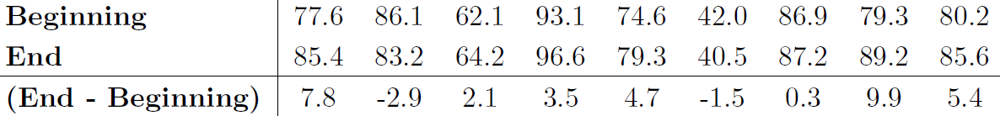 Beginning 77.6 86.1 62.1 93.1 74.6 42.0 86.9 79.3 80.2
End 85.4 83.2 64.2 96.6 79.3 40.5 87.2 89.2 85.6
(End - Beginning) 7.8 -2.9 2.1 3.5 4.7 -1.5 0.3 9.9 5.4